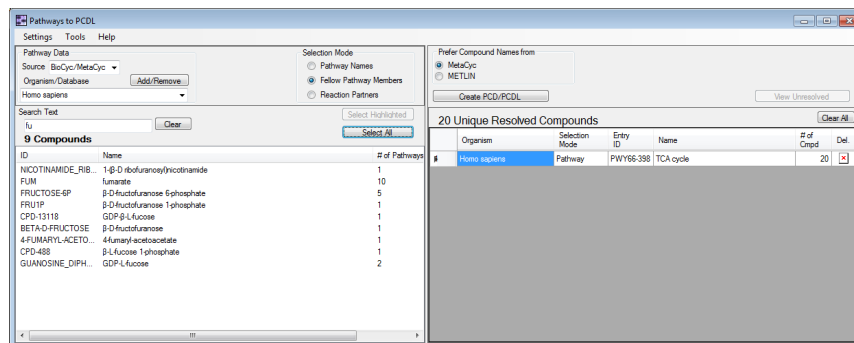 Pathways to PCDL
Settings Tools Help
Pathway Data
Source BioCyc/MetaCyc
Organism/Database Add/Remove
Homo sapiens
Selection Mode
Pathway Names
Fellow Pathway Members
Reaction Partners
Search Text
fu Clear
Select Highlighted
Select All
9 Compounds
ID Name # of Pathways
NICOTINAMIDE_RIB... 1-(β-D ribofuranosyl)nicotinamide 1
FUM fumarate 10
FRUCTOSE-6P β-D-fructofuranose 6-phosphate 5
FRU1P β-D-fructofuranose 1-phosphate 1
CPD-13118 GDP-β-L-fucose 1
BETA-D-FRUCTOSE β-D-fructofuranose 1
4-FUMARYL-ACETO... 4-fumaryl-acetoacetate 1
CPD-488 β-L-fucose 1-phosphate 1
GUANOSINE_DIPH... GDP-L-fucose 2
Prefer Compound Names from
MetaCyc
METLIN
Create PCD/PCDL View Unresolved
20 Unique Resolved Compounds Clear All
Organism Selection Mode Entry ID Name # of Cmpd Del.
Homo sapiens Pathway PWY66-398 TCA cycle 20